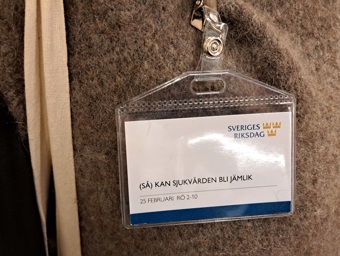 SVERIGES
RIKSDAG
(SÅ) KAN SJUKVÅRDEN BLI JÄMLIK
25 FEBRUARI RÖ 2-10